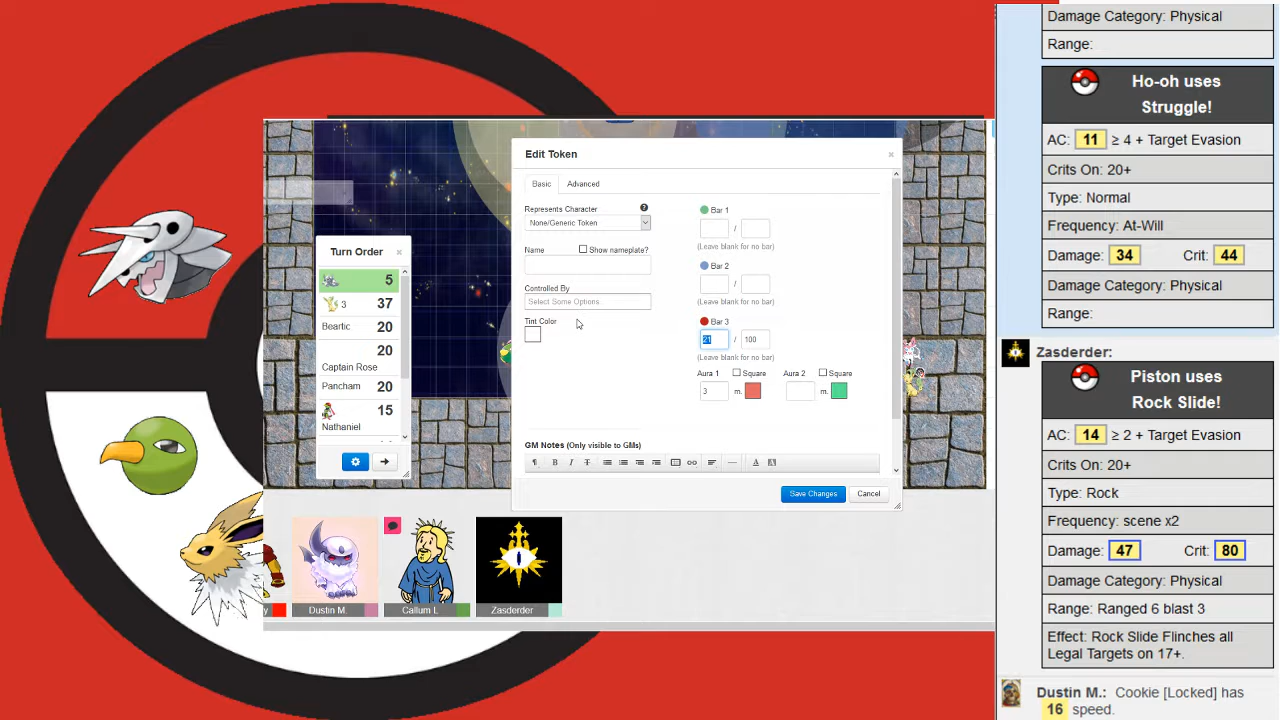 Turn Order
×
5
3
37
Beartic
20
20
Captain Rose
Pancham
20
15
Nathaniel
Edit Token
×
Basic
Advanced
Represents Character
?
None/Generic Token
Name
Show nameplate?
Controlled By
Select Some Options
Tint Color
Bar 1
/
(Leave blank for no bar)
Bar 2
/
(Leave blank for no bar)
Bar 3
21 / 100
(Leave blank for no bar)
Aura 1
Square
Aura 2
Square
3
m.
m.
GM Notes (Only visible to GMs)
B I T
A A
Save Changes
Cancel
y
Dustin M.
Callum L
Zasderder
Damage Category: Physical
Range:
Ho-oh uses
Struggle!
AC: 11 ≥ 4 + Target Evasion
Crits On: 20+
Type: Normal
Frequency: At-Will
Damage: 34 Crit: 44
Damage Category: Physical
Range:
Zasderder:
Piston uses
Rock Slide!
AC: 14 ≥ 2 + Target Evasion
Crits On: 20+
Type: Rock
Frequency: scene x2
Damage: 47 Crit: 80
Damage Category: Physical
Range: Ranged 6 blast 3
Effect: Rock Slide Flinches all
Legal Targets on 17+.
Dustin M.: Cookie [Locked] has
16 speed.